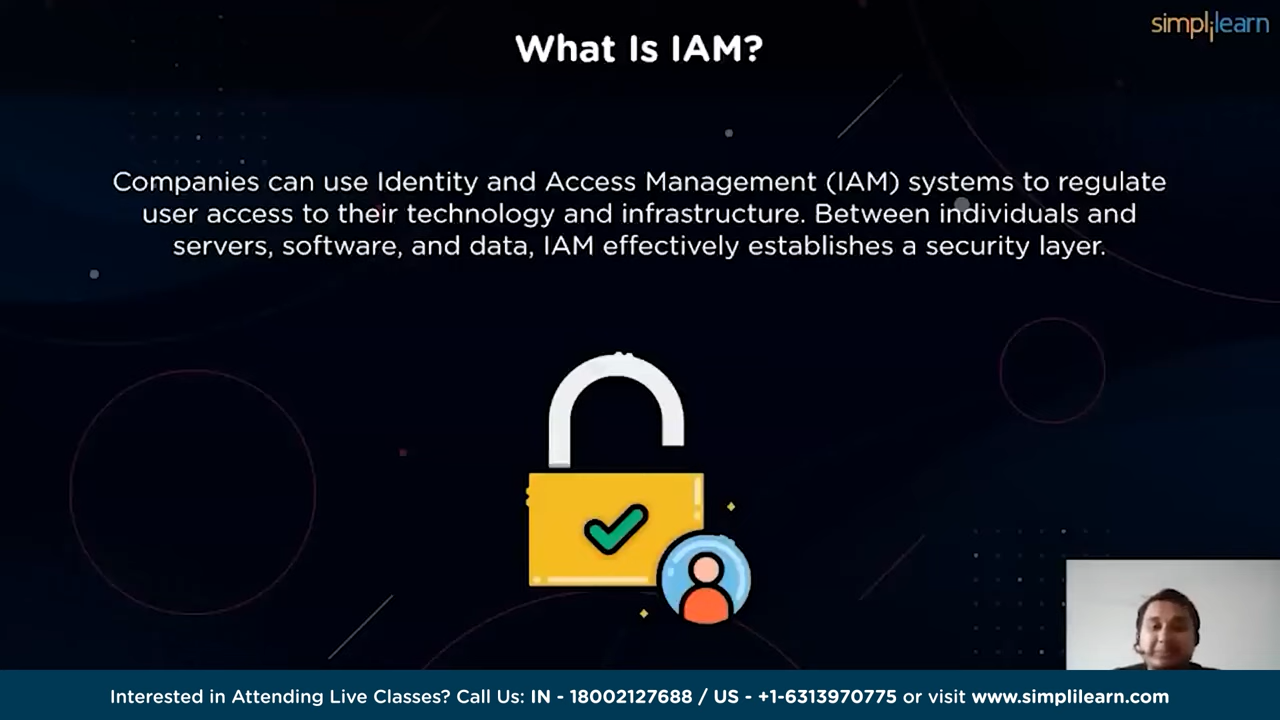 simplilearn
What Is IAM?
Companies can use Identity and Access Management (IAM) systems to regulate
user access to their technology and infrastructure. Between individuals and
servers, software, and data, IAM effectively establishes a security layer.
Interested in Attending Live Classes? Call Us: IN - 18002127688 / US - +1-6313970775 or visit www.simplilearn.com